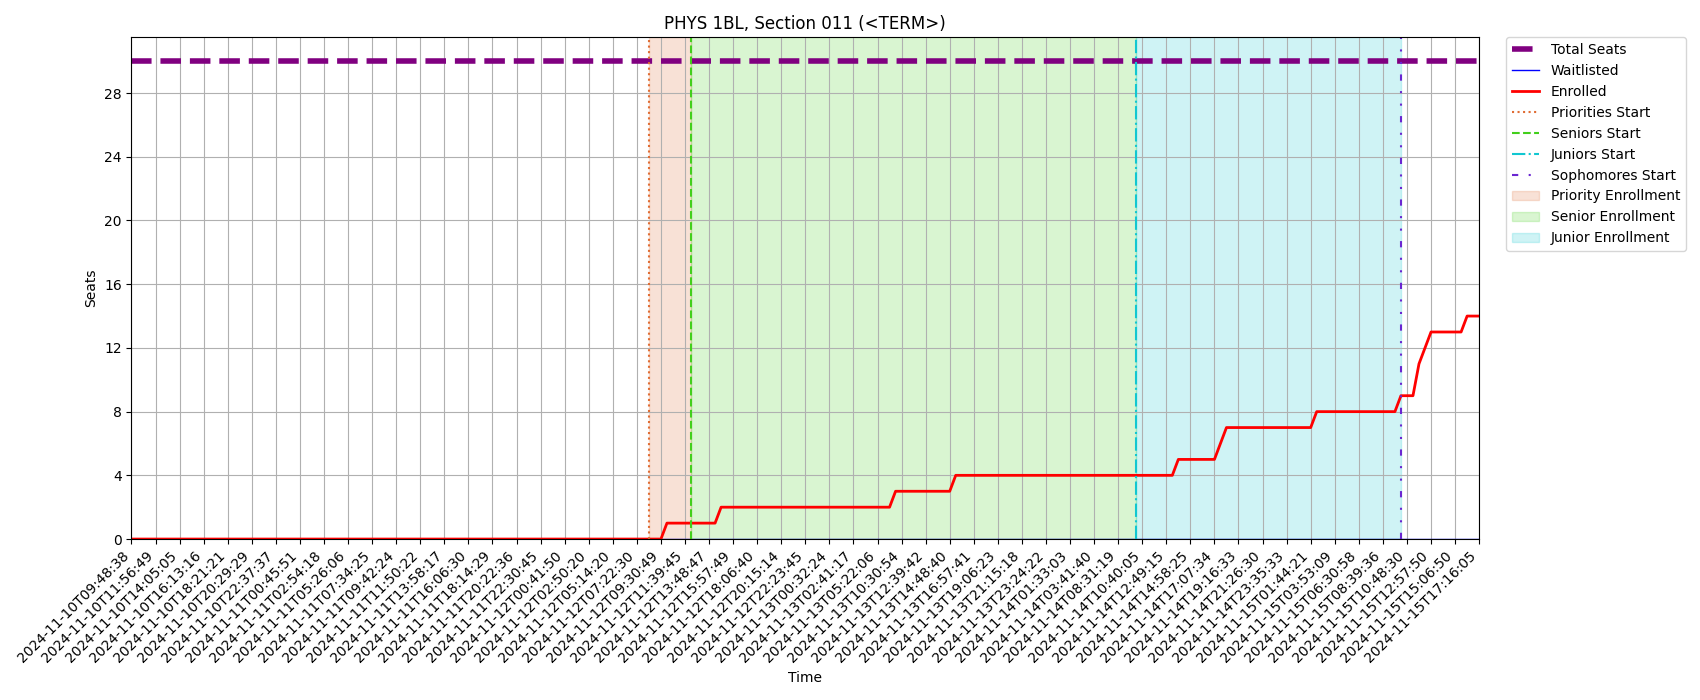 PHYS 1BL, Section 011 (<TERM>)
Total Seats
Waitlisted
Enrolled
Priorities Start
Seniors Start
Juniors Start
Sophomores Start
Priority Enrollment
Senior Enrollment
Junior Enrollment
Seats
28
24
20
16
12
8
4
0
2024-11-10T09:48:38
2024-11-10T11:56:49
2024-11-10T14:05:05
2024-11-10T16:13:16
2024-11-10T18:21:21
2024-11-10T20:29:29
2024-11-10T22:37:37
2024-11-11T00:45:51
2024-11-11T02:54:18
2024-11-11T05:26:06
2024-11-11T07:34:25
2024-11-11T09:42:24
2024-11-11T11:50:22
2024-11-11T13:58:17
2024-11-11T16:06:30
2024-11-11T18:14:29
2024-11-11T20:22:36
2024-11-11T22:30:45
2024-11-12T00:41:50
2024-11-12T02:50:20
2024-11-12T05:14:20
2024-11-12T07:22:30
2024-11-12T09:30:49
2024-11-12T11:39:45
2024-11-12T13:48:47
2024-11-12T15:57:49
2024-11-12T18:06:40
2024-11-12T20:15:14
2024-11-12T22:23:45
2024-11-13T00:32:24
2024-11-13T02:41:17
2024-11-13T05:22:06
2024-11-13T10:30:54
2024-11-13T12:39:42
2024-11-13T14:48:40
2024-11-13T16:57:41
2024-11-13T19:06:23
2024-11-13T21:15:18
2024-11-13T23:24:22
2024-11-14T01:33:03
2024-11-14T03:41:40
2024-11-14T08:31:19
2024-11-14T10:40:05
2024-11-14T12:49:15
2024-11-14T14:58:25
2024-11-14T17:07:34
2024-11-14T19:16:33
2024-11-14T21:26:30
2024-11-14T23:35:33
2024-11-15T01:44:21
2024-11-15T03:53:09
2024-11-15T06:30:58
2024-11-15T08:39:36
2024-11-15T10:48:30
2024-11-15T12:57:50
2024-11-15T15:06:50
2024-11-15T17:16:05
Time